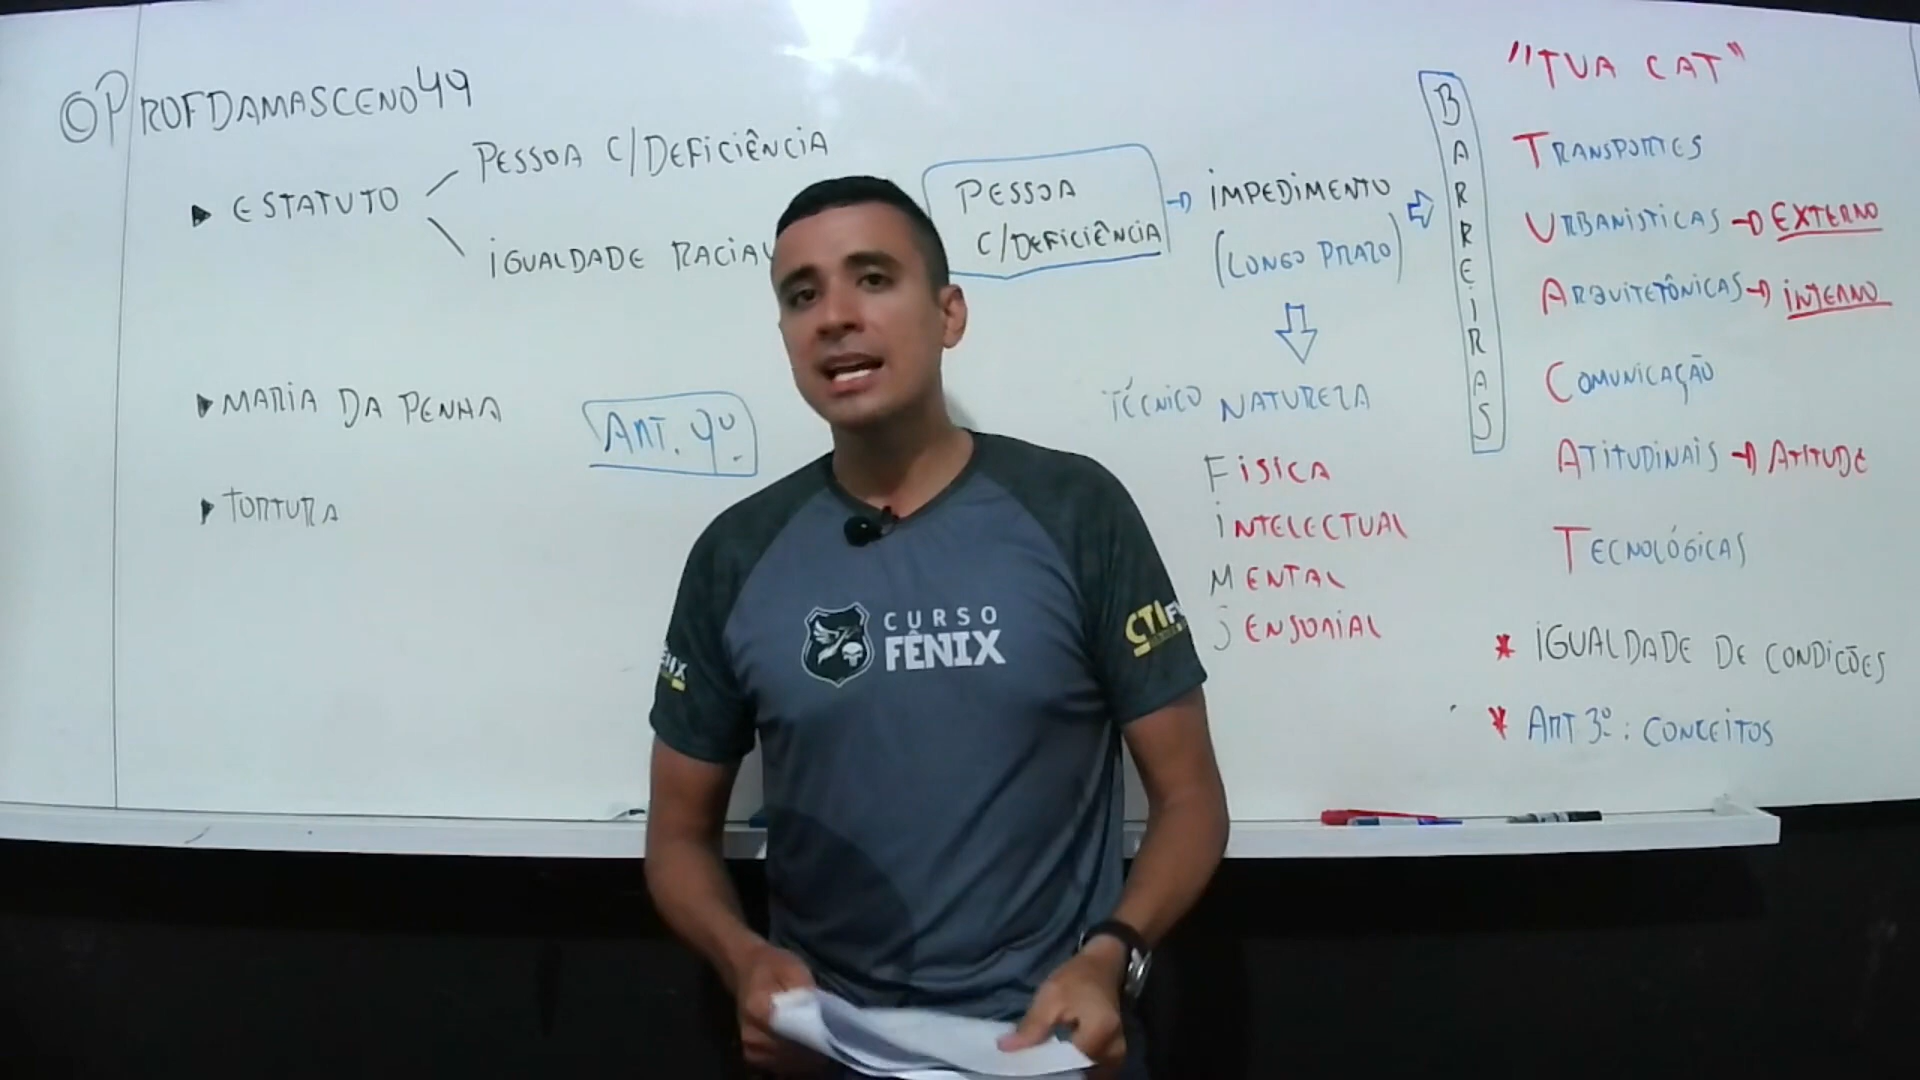 @PROFDAMASCENO49
ESTATUTO
PESSOA C/DEFICIÊNCIA
IGUALDADE RACIAL
MARIA DA PENHA
ART. 9º.
TORTURA
PESSOA
C/DEFICIÊNCIA
IMPEDIMENTO
(LONGO PRAZO)
TÉCNICO NATUREZA
FISICA
INTELECTUAL
MENTAL
SENSORIAL
BARREIRAS
"TUA CAT"
TRANSPORTES
URBANISTICAS EXTERNO
ARQUITETÔNICAS INTERNO
COMUNICAÇÃO
ATITUDINAIS ATITUDE
TECNOLÓGICAS
* IGUALDADE DE CONDIÇÕES
* ART 3º: CONCEITOS
CURSO
FÊNIX